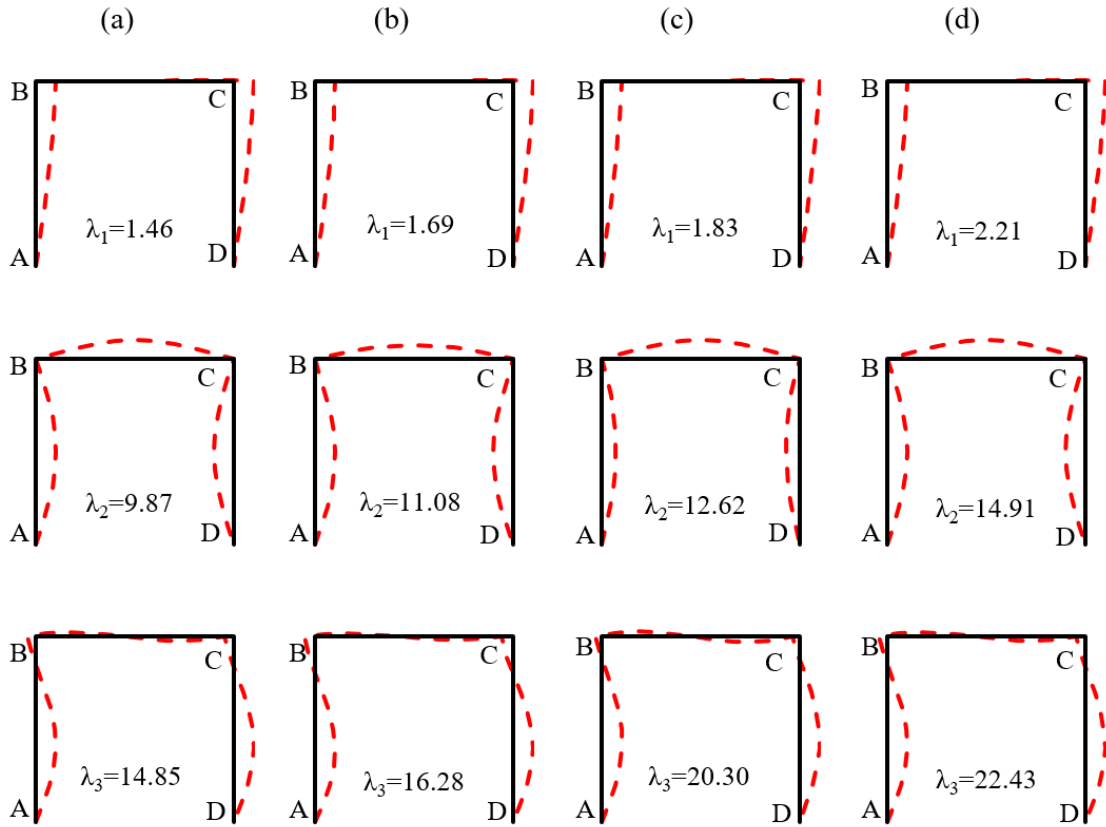 (a) (b) (c) (d)
B C B C B C B C
λ₁=1.46 λ₁=1.69 λ₁=1.83 λ₁=2.21
A D A D A D A D
B C B C B C B C
λ₂=9.87 λ₂=11.08 λ₂=12.62 λ₂=14.91
A D A D A D A D
B C B C B C B C
λ₃=14.85 λ₃=16.28 λ₃=20.30 λ₃=22.43
A D A D A D A D